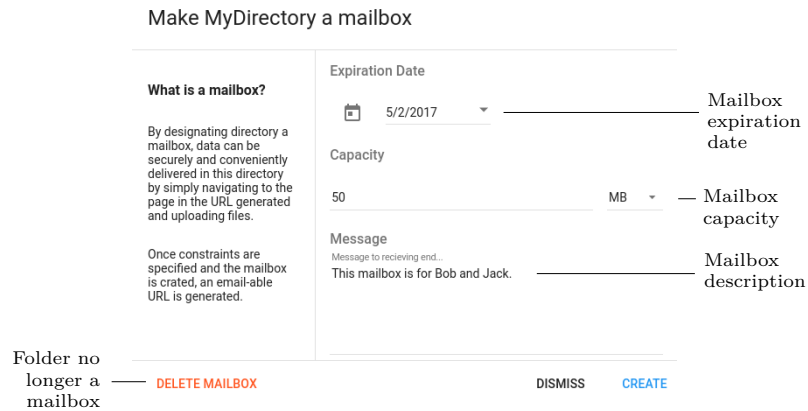 Make MyDirectory a mailbox
What is a mailbox?
By designating directory a
mailbox, data can be
securely and conveniently
delivered in this directory
by simply navigating to the
page in the URL generated
and uploading files.
Once constraints are
specified and the mailbox
is crated, an email-able
URL is generated.
Expiration Date
5/2/2017
Capacity
50
MB
Message
Message to recieving end...
This mailbox is for Bob and Jack.
Mailbox
expiration
date
Mailbox
capacity
Mailbox
description
Folder no
longer a
mailbox
DELETE MAILBOX
DISMISS
CREATE